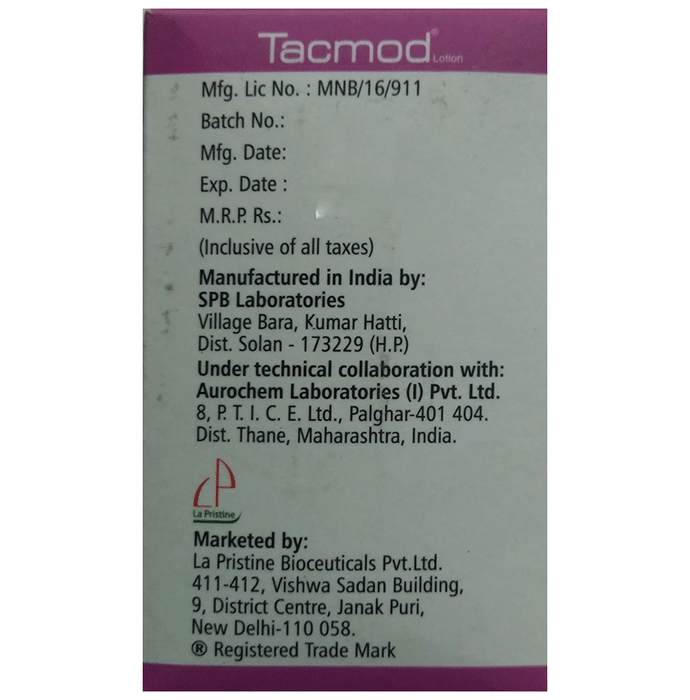 Tacmod® Lotion
Mfg. Lic No. : MNB/16/911
Batch No.:
Mfg. Date:
Exp. Date :
M.R.P. Rs.:
(Inclusive of all taxes)
Manufactured in India by:
SPB Laboratories
Village Bara, Kumar Hatti,
Dist. Solan - 173229 (H.P.)
Under technical collaboration with:
Aurochem Laboratories (I) Pvt. Ltd.
8, P. T. I. C. E. Ltd., Palghar-401 404.
Dist. Thane, Maharashtra, India.
La Pristine
Marketed by:
La Pristine Bioceuticals Pvt.Ltd.
411-412, Vishwa Sadan Building,
9, District Centre, Janak Puri,
New Delhi-110 058.
® Registered Trade Mark